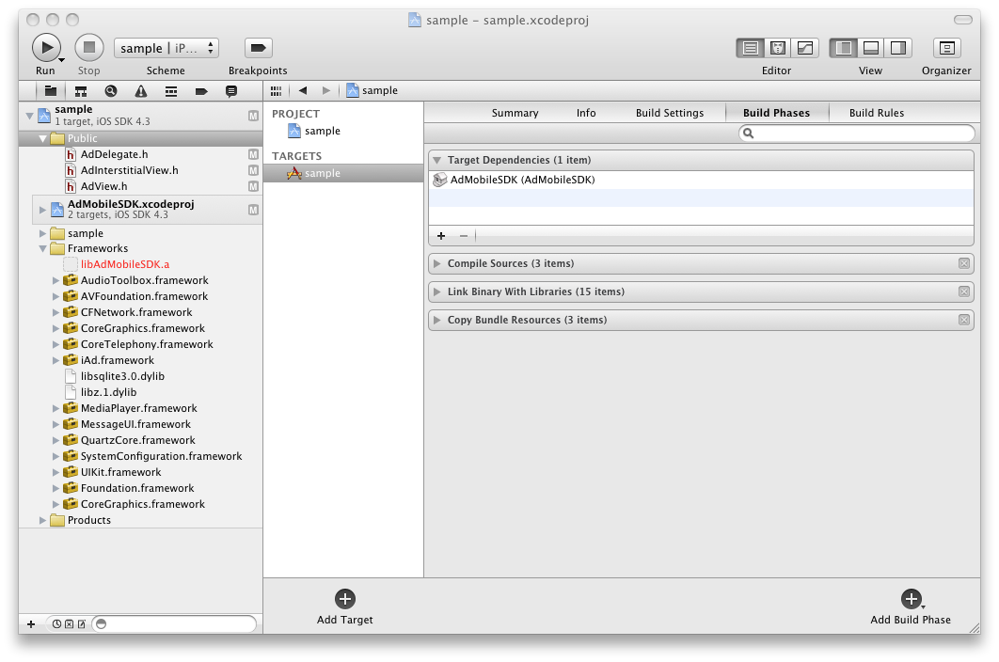 sample – sample.xcodeproj
sample | iP...
Run
Stop
Scheme
Breakpoints
Editor
View
Organizer
sample
sample
1 target, iOS SDK 4.3
M
Public
AdDelegate.h
M
AdInterstitialView.h
M
AdView.h
M
AdMobileSDK.xcodeproj
2 targets, iOS SDK 4.3
M
sample
Frameworks
libAdMobileSDK.a
AudioToolbox.framework
AVFoundation.framework
CFNetwork.framework
CoreGraphics.framework
CoreTelephony.framework
iAd.framework
libsqlite3.0.dylib
libz.1.dylib
MediaPlayer.framework
MessageUI.framework
QuartzCore.framework
SystemConfiguration.framework
UIKit.framework
Foundation.framework
CoreGraphics.framework
Products
PROJECT
sample
TARGETS
sample
Add Target
Summary
Info
Build Settings
Build Phases
Build Rules
Target Dependencies (1 item)
AdMobileSDK (AdMobileSDK)
Compile Sources (3 items)
Link Binary With Libraries (15 items)
Copy Bundle Resources (3 items)
Add Build Phase